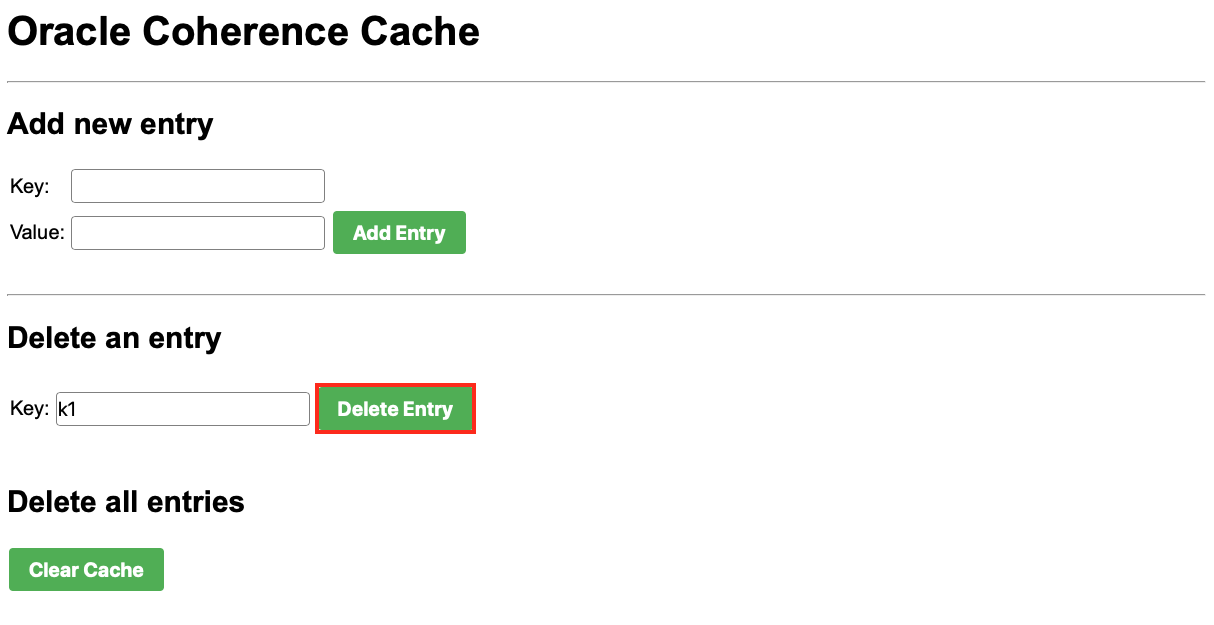 Oracle Coherence Cache
Add new entry
Key:
Value: Add Entry
Delete an entry
Key: k1 Delete Entry
Delete all entries
Clear Cache